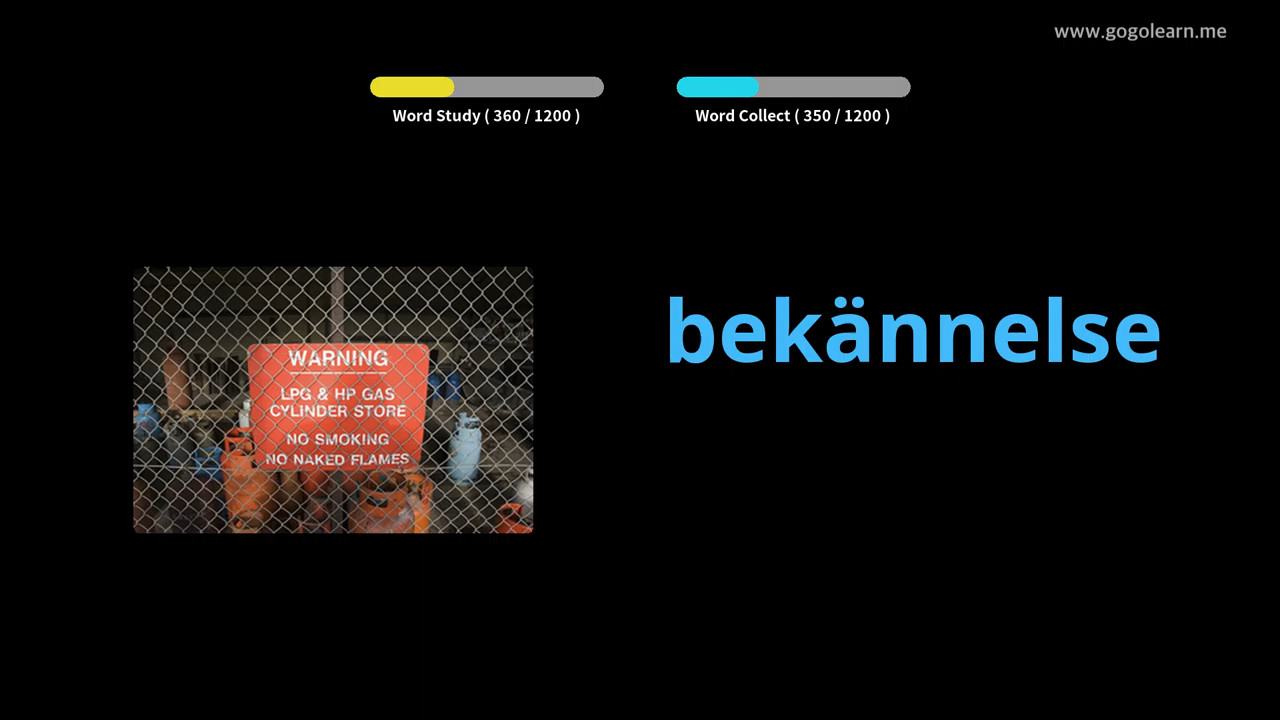 www.gogolearn.me
Word Study ( 360 / 1200 )
Word Collect ( 350 / 1200 )
bekännelse
WARNING
LPG & HP GAS
CYLINDER STORE
NO SMOKING
NO NAKED FLAMES